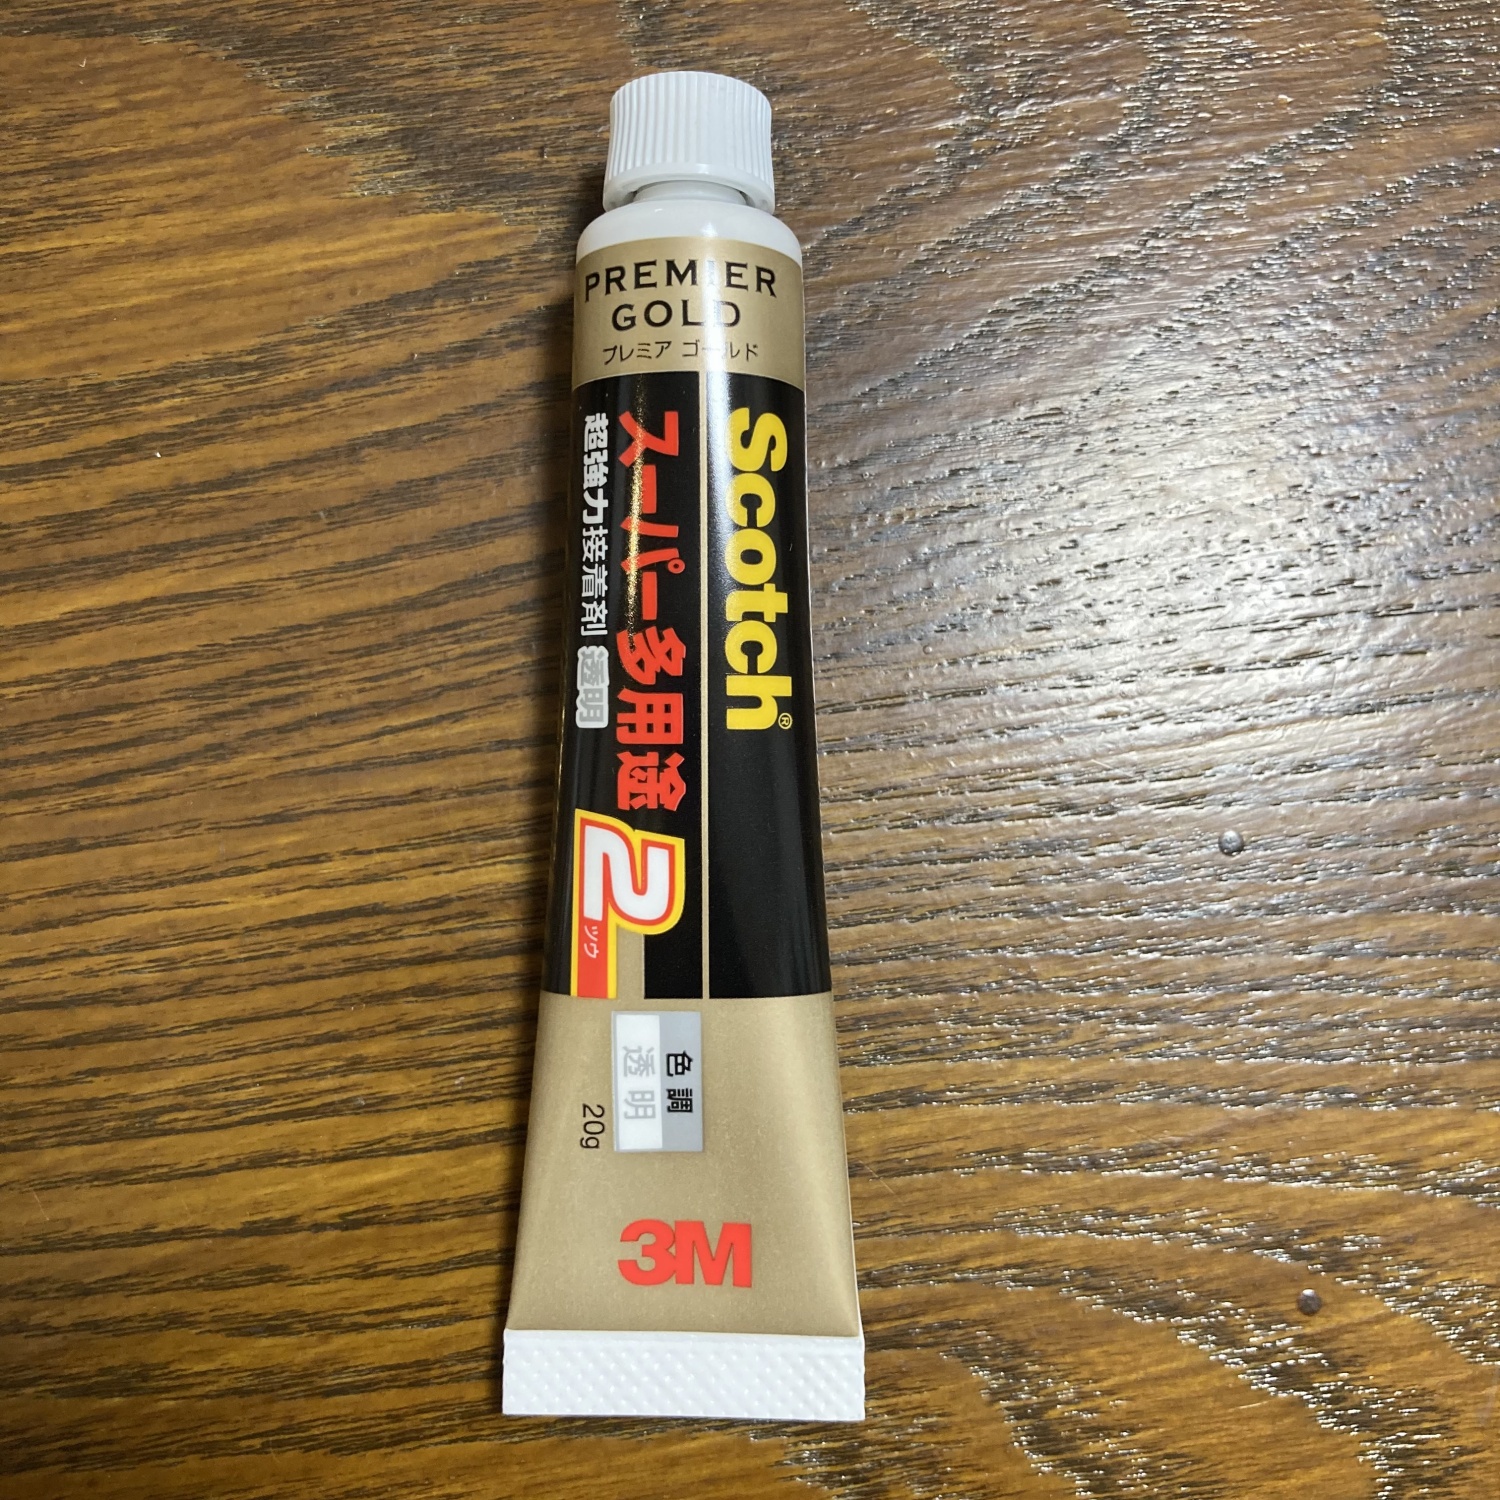 PREMIER
GOLD
プレミア ゴールド
Scotch®
スーパー多用途2
ツウ
超強力接着剤 透明
色調
透明
20g
3M